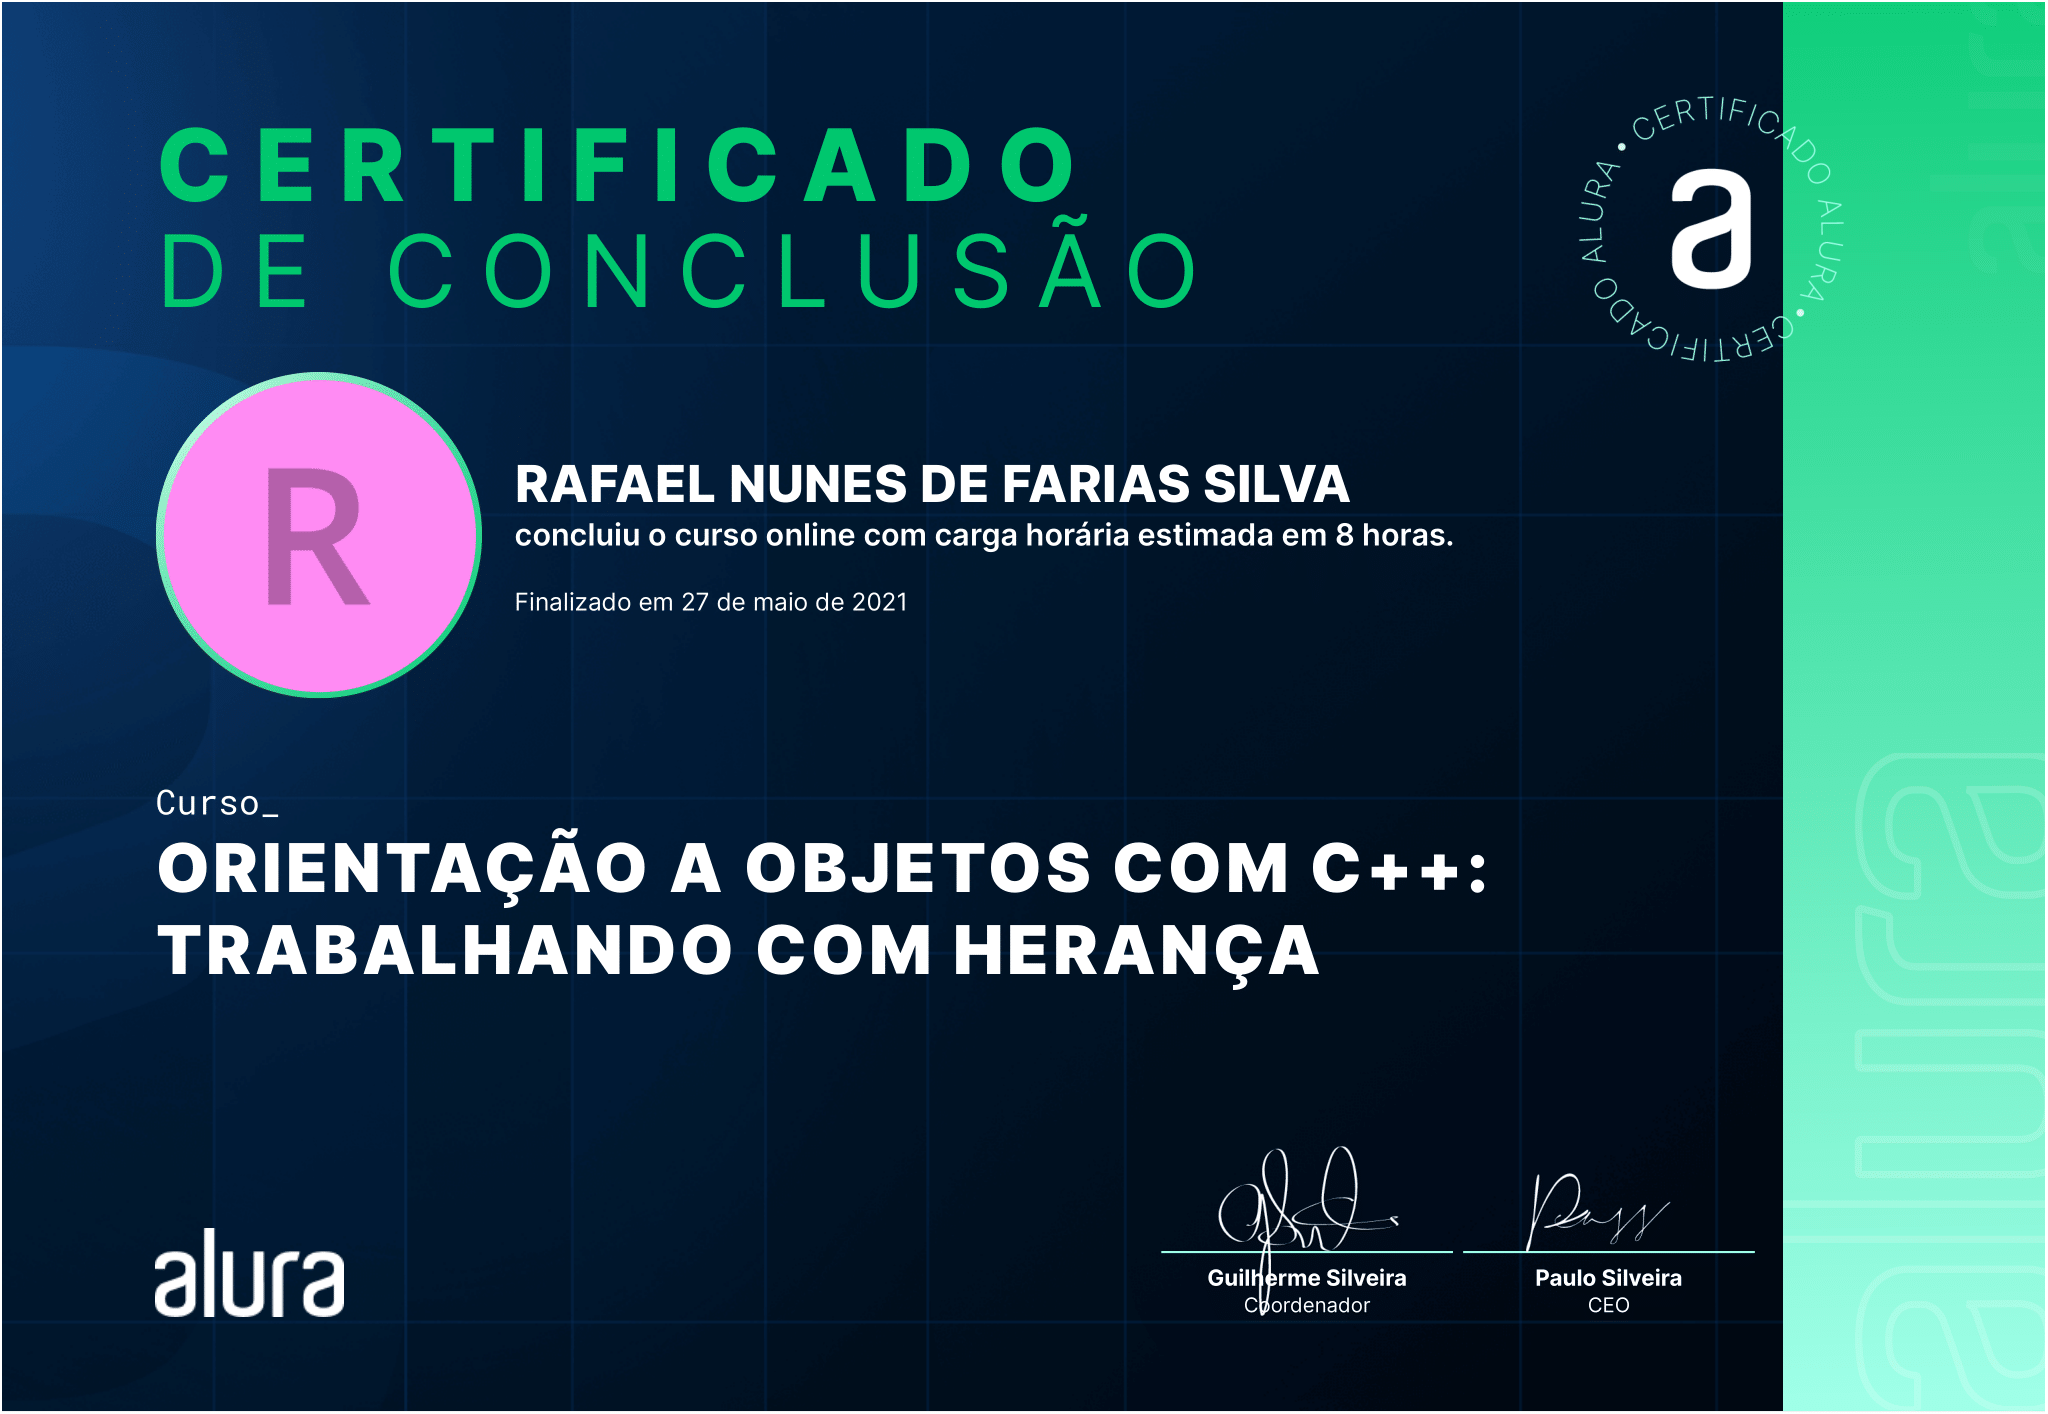 CERTIFICADO
DE CONCLUSÃO
CERTIFICADO ALURA • CERTIFICADO ALURA •
a
R
RAFAEL NUNES DE FARIAS SILVA
concluiu o curso online com carga horária estimada em 8 horas.
Finalizado em 27 de maio de 2021
Curso_
ORIENTAÇÃO A OBJETOS COM C++:
TRABALHANDO COM HERANÇA
alura
Guilherme Silveira
Coordenador
Paulo Silveira
CEO
alura
alura